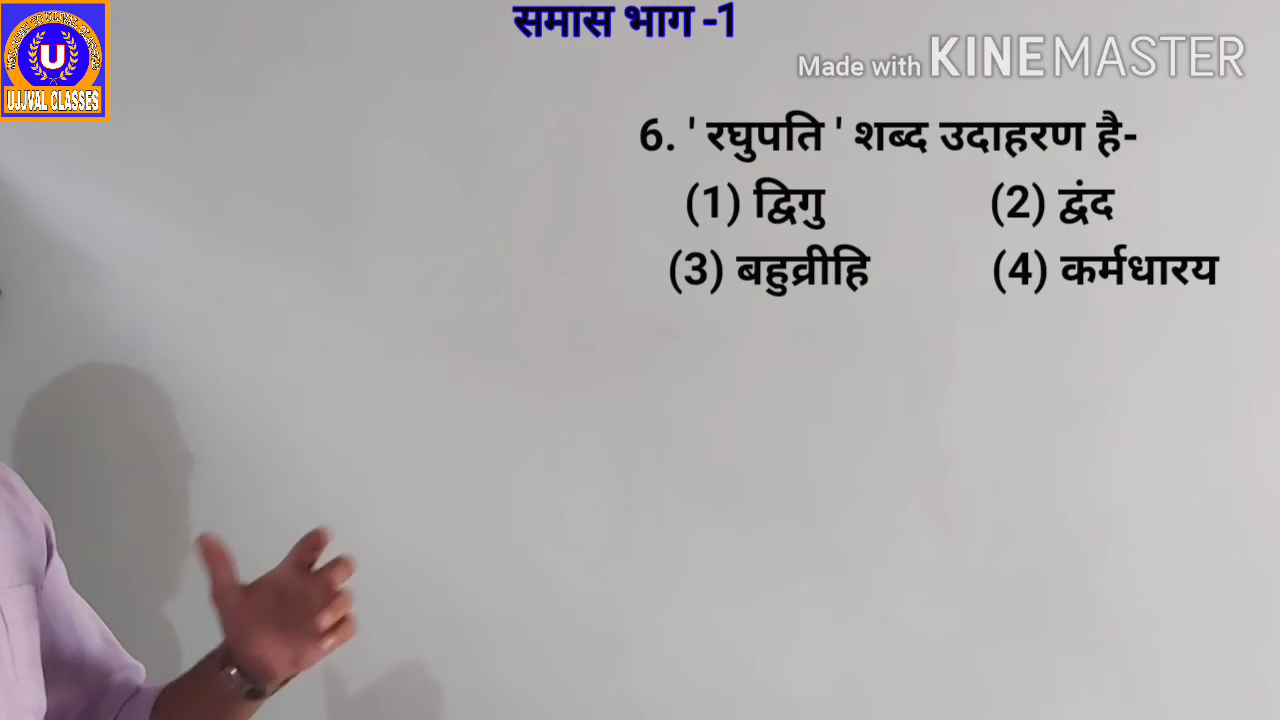 समास भाग -1
Made with KINEMASTER
U
UJJVAL CLASSES
6. ' रघुपति ' शब्द उदाहरण है-
(1) द्विगु (2) द्वंद
(3) बहुव्रीहि (4) कर्मधारय